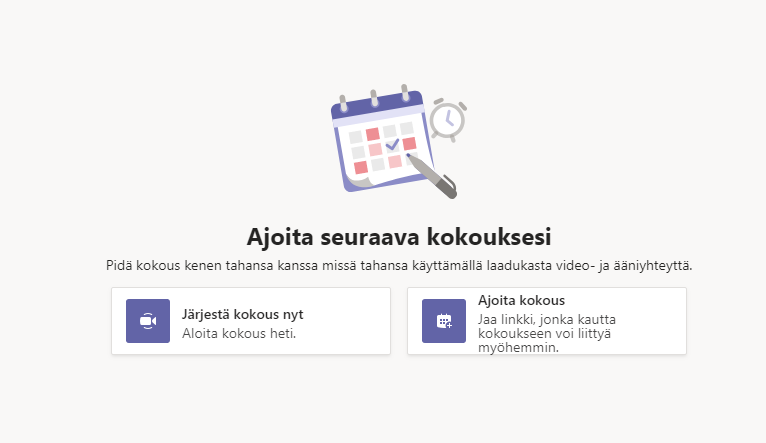 Ajoita seuraava kokouksesi
Pidä kokous kenen tahansa kanssa missä tahansa käyttämällä laadukasta video- ja ääniyhteyttä.
Järjestä kokous nyt
Aloita kokous heti.
Ajoita kokous
Jaa linkki, jonka kautta
kokoukseen voi liittyä
myöhemmin.